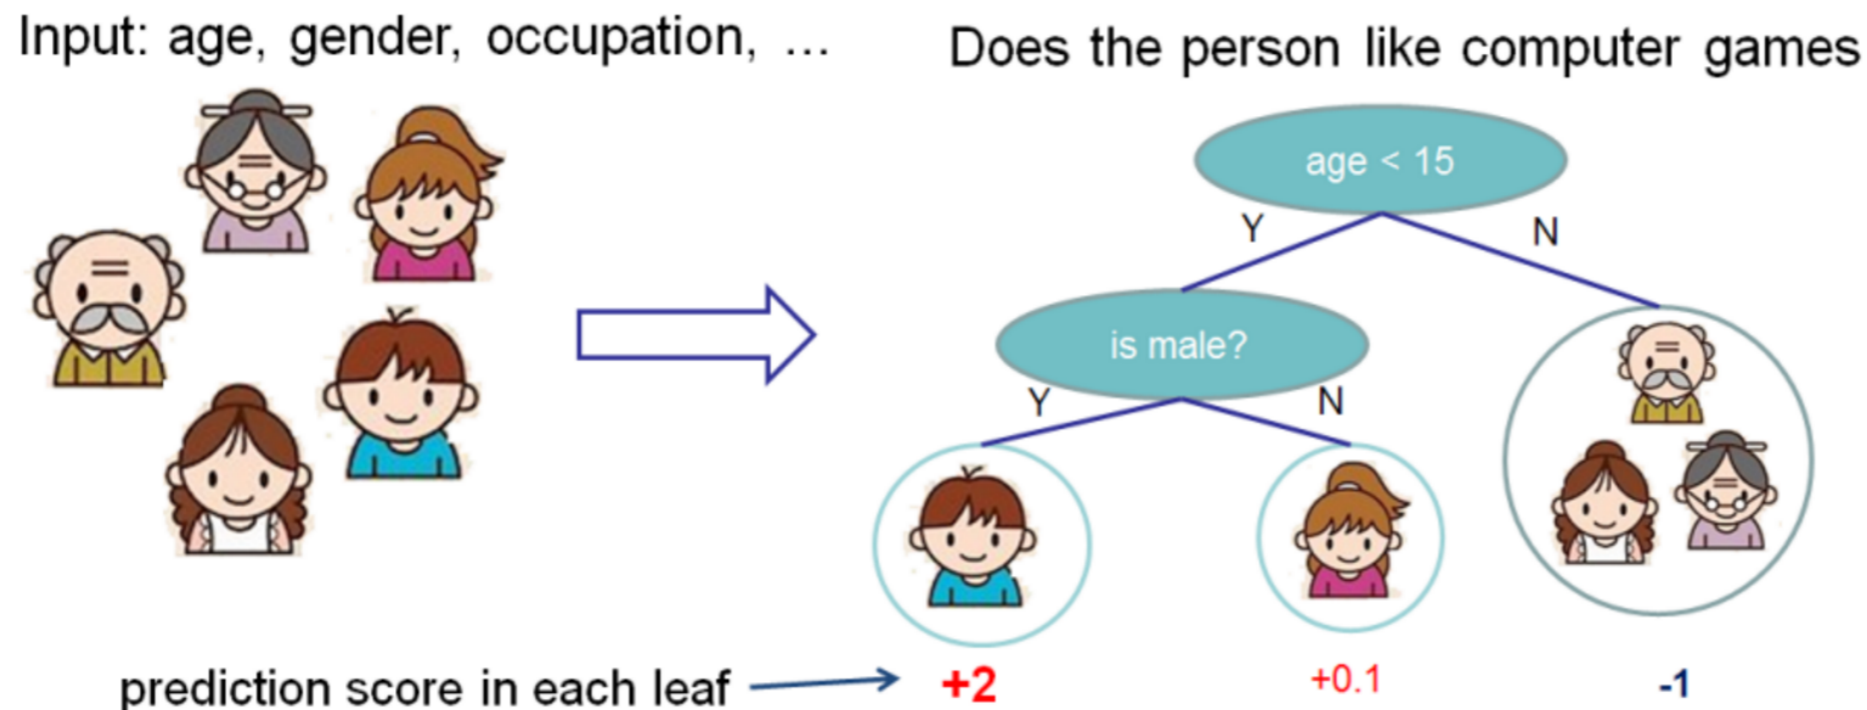 Input: age, gender, occupation, ...
Does the person like computer games
age < 15
Y
N
is male?
Y
N
prediction score in each leaf
+2
+0.1
-1